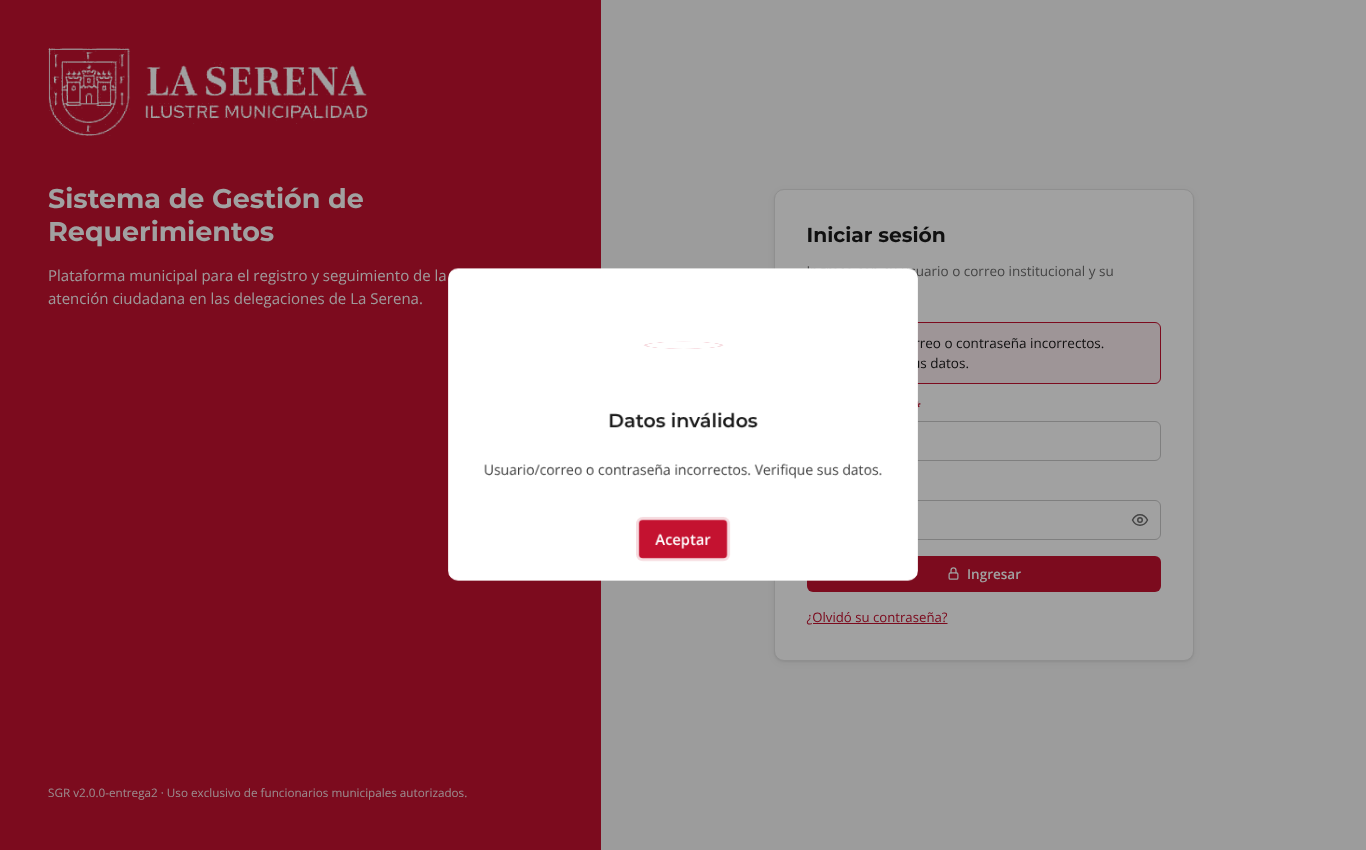 LA SERENA
ILUSTRE MUNICIPALIDAD
Sistema de Gestión de
Requerimientos
Plataforma municipal para el registro y seguimiento de la
atención ciudadana en las delegaciones de La Serena.
SGR v2.0.0-entrega2 · Uso exclusivo de funcionarios municipales autorizados.
Iniciar sesión
uario o correo institucional y su
rreo o contraseña incorrectos.
us datos.
*
Ingresar
¿Olvidó su contraseña?
Datos inválidos
Usuario/correo o contraseña incorrectos. Verifique sus datos.
Aceptar